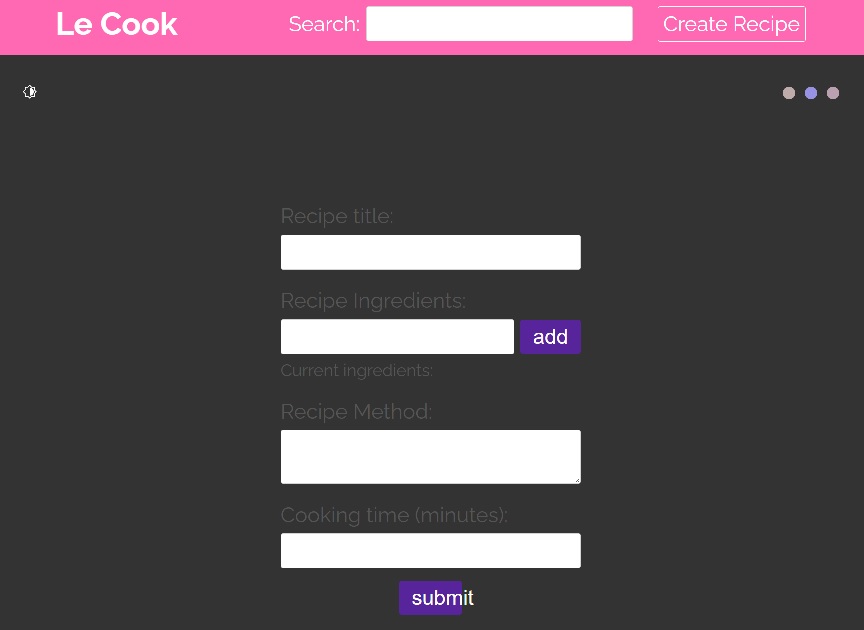 Le Cook
Search:
Create Recipe
Recipe title:
Recipe Ingredients:
add
Current ingredients:
Recipe Method:
Cooking time (minutes):
submit